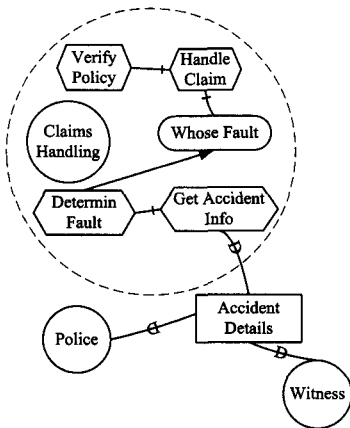 Verify
Policy
Handle
Claim
Claims
Handling
Whose Fault
Determin
Fault
Get Accident
Info
D
Accident
Details
Police
D
D
Witness